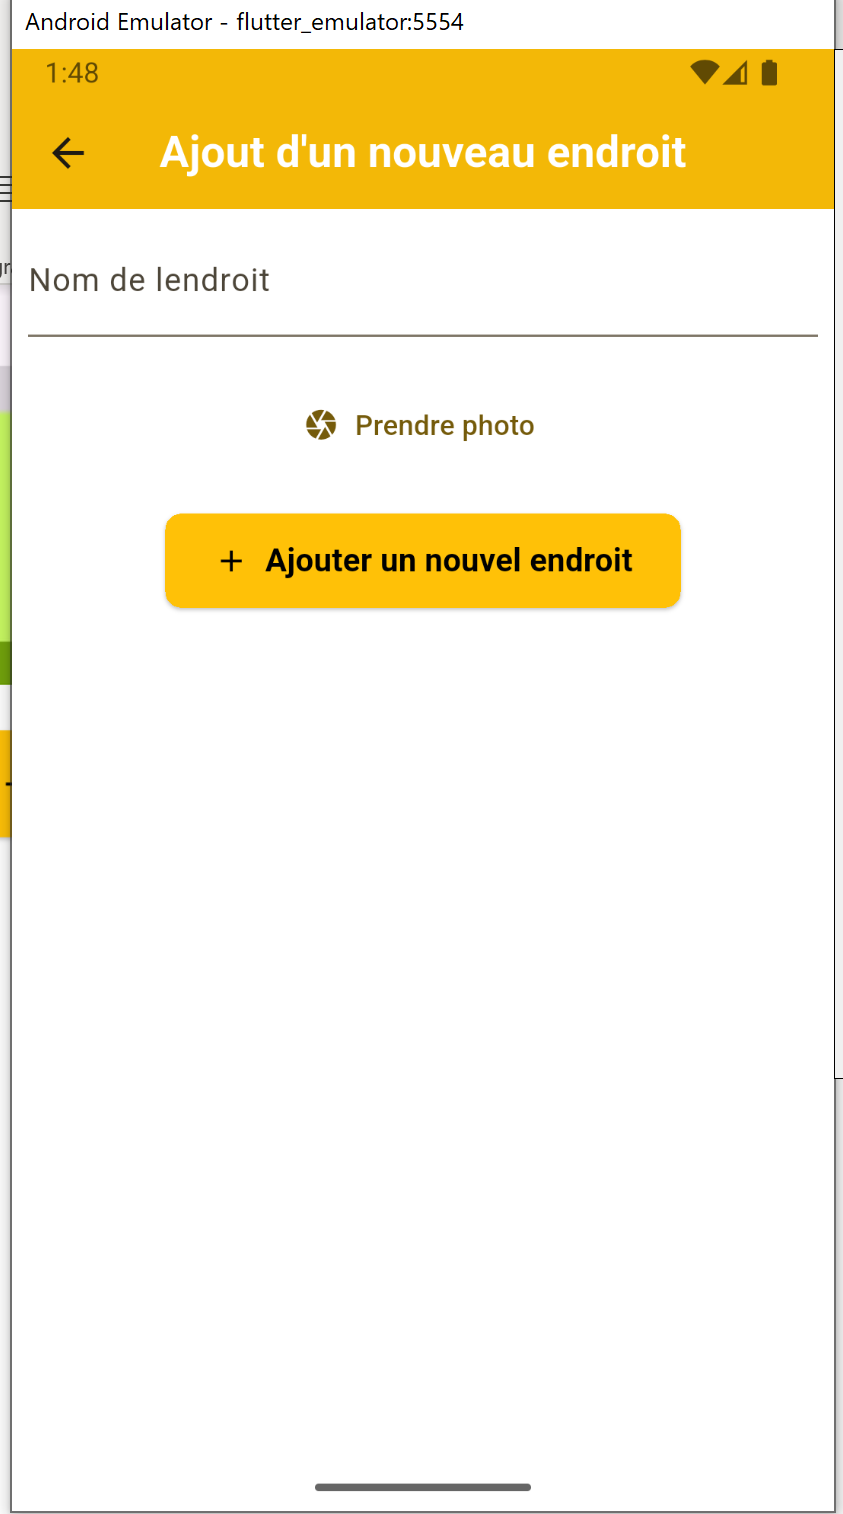 Android Emulator - flutter_emulator:5554
1:48
Ajout d'un nouveau endroit
Nom de lendroit
Prendre photo
+ Ajouter un nouvel endroit